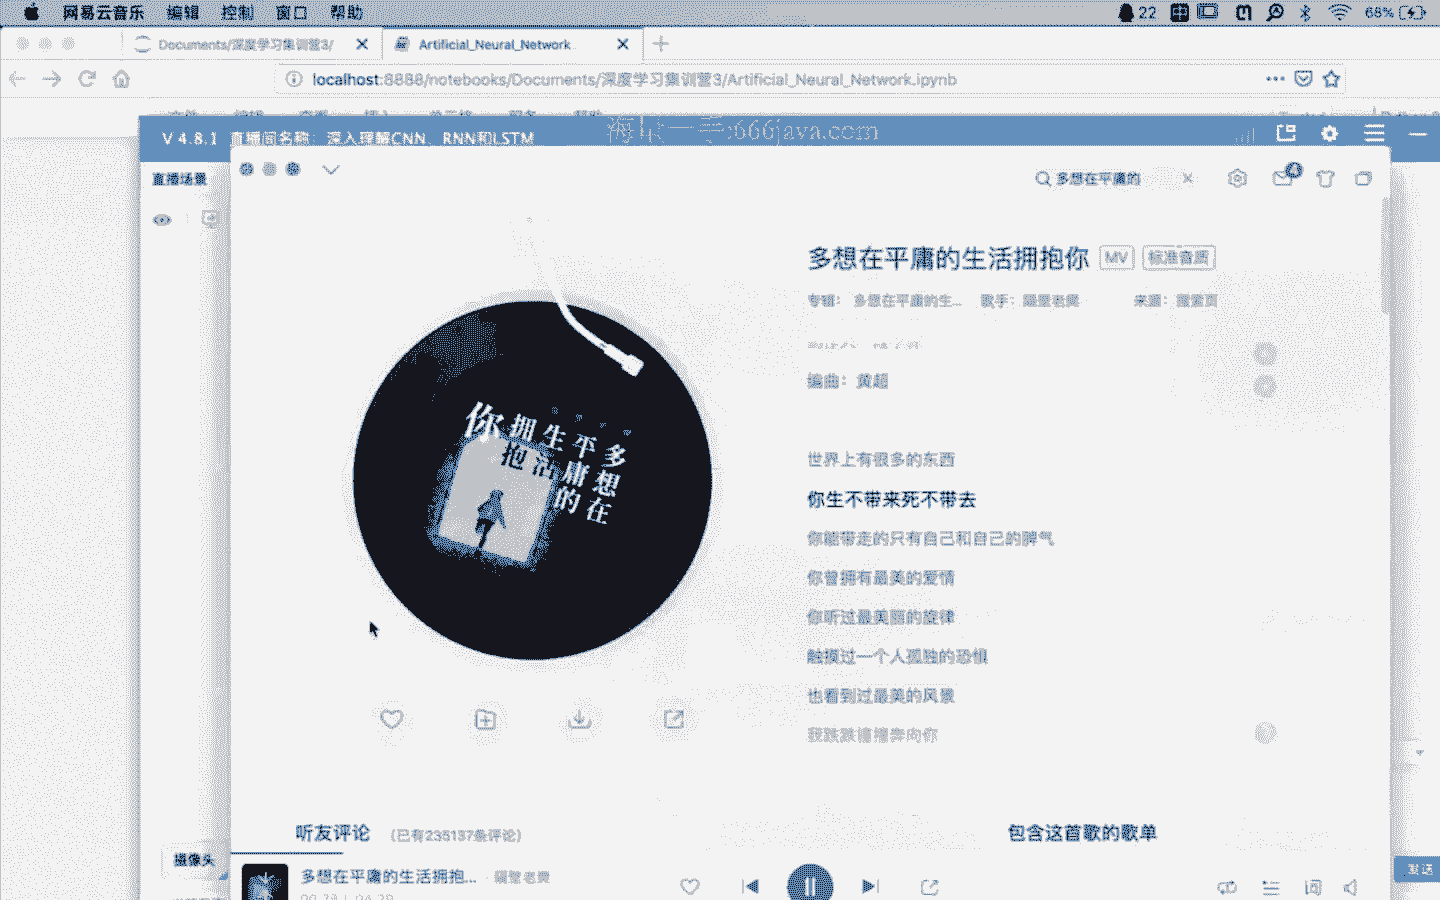 网易云音乐 编辑 控制 窗口 帮助 22 68%
Documents/深度学习集训营3/ Artificial_Neural_Network
localhost:8888/notebooks/Documents/深度学习集训营3/Artificial_Neural_Network.ipynb
V 4.8.1 直播间名称：深入理解CNN、RNN和LSTM
海量一手:666java.com
直播场景
多想在平庸的
多想在平庸的生活拥抱你 MV 标准音质
专辑： 多想在平庸的生... 歌手：隔壁老樊 来源：搜索页
编曲：黄超
世界上有很多的东西
你生不带来死不带去
你能带走的只有自己和自己的脾气
你曾拥有最美的爱情
你听过最美丽的旋律
触摸过一个人孤独的恐惧
也看到过最美的风景
我跌跌撞撞奔向你
多想在
平庸的
生活
拥抱
你
听友评论 (已有235137条评论)
包含这首歌的歌单
摄像头
多想在平庸的生活拥抱... - 隔壁老樊
词
发送